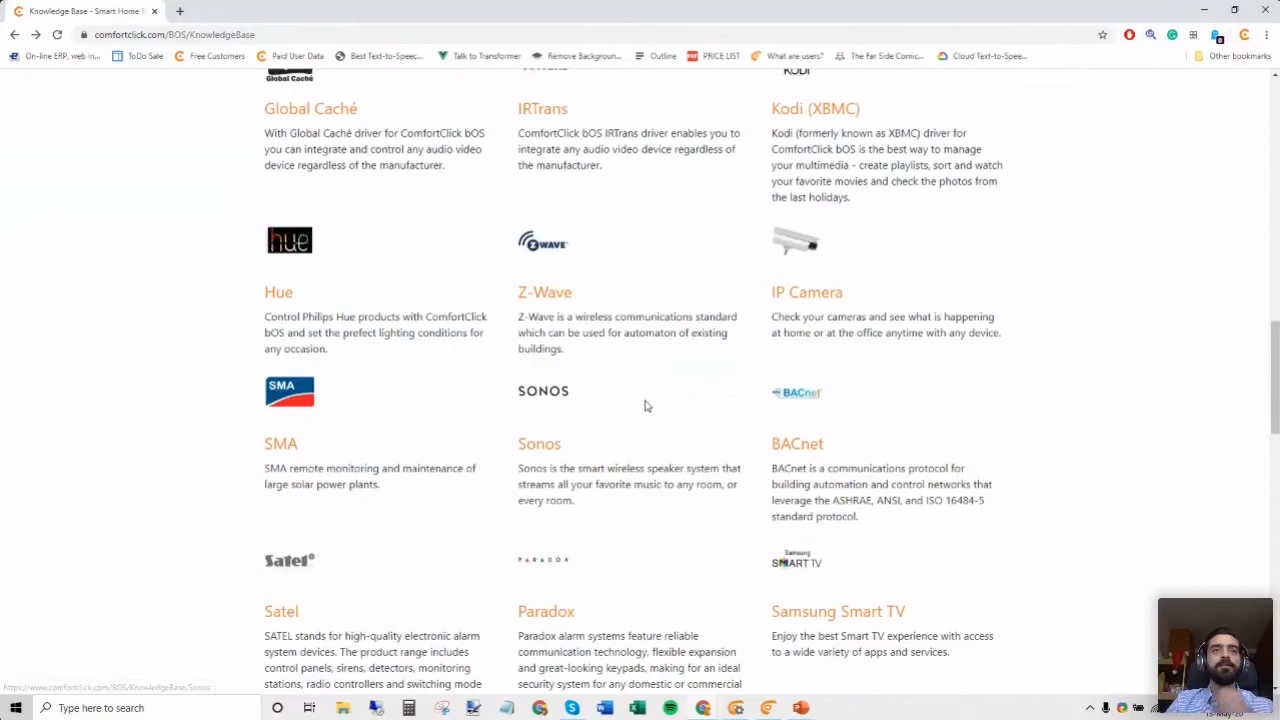 Knowledge Base - Smart Home
comfortclick.com/BOS/KnowledgeBase
On-line ERP, web in... ToDo Sale Free Customers Paid User Data Best Text-to-Speec... Talk to Transformer Remove Backgroun... Outline PRICE LIST What are users? The Far Side Comic... Cloud Text-to-Spee... Other bookmarks
Global Caché KODI
Global Caché IRTrans Kodi (XBMC)
With Global Caché driver for ComfortClick bOS
you can integrate and control any audio video
device regardless of the manufacturer.
ComfortClick bOS IRTrans driver enables you to
integrate any audio video device regardless of
the manufacturer.
Kodi (formerly known as XBMC) driver for
ComfortClick bOS is the best way to manage
your multimedia - create playlists, sort and watch
your favorite movies and check the photos from
the last holidays.
hue Z-WAVE
Hue Z-Wave IP Camera
Control Philips Hue products with ComfortClick
bOS and set the prefect lighting conditions for
any occasion.
Z-Wave is a wireless communications standard
which can be used for automaton of existing
buildings.
Check your cameras and see what is happening
at home or at the office anytime with any device.
SMA SONOS BACnet
SMA Sonos BACnet
SMA remote monitoring and maintenance of
large solar power plants.
Sonos is the smart wireless speaker system that
streams all your favorite music to any room, or
every room.
BACnet is a communications protocol for
building automation and control networks that
leverage the ASHRAE, ANSI, and ISO 16484-5
standard protocol.
Satel® PARADOX Samsung SMART TV
Satel Paradox Samsung Smart TV
SATEL stands for high-quality electronic alarm
system devices. The product range includes
control panels, sirens, detectors, monitoring
stations, radio controllers and switching mode
Paradox alarm systems feature reliable
communication technology, flexible expansion
and great-looking keypads, making for an ideal
security system for any domestic or commercial
Enjoy the best Smart TV experience with access
to a wide variety of apps and services.
https://www.comfortclick.com/BOS/KnowledgeBase/Sonos
Type here to search